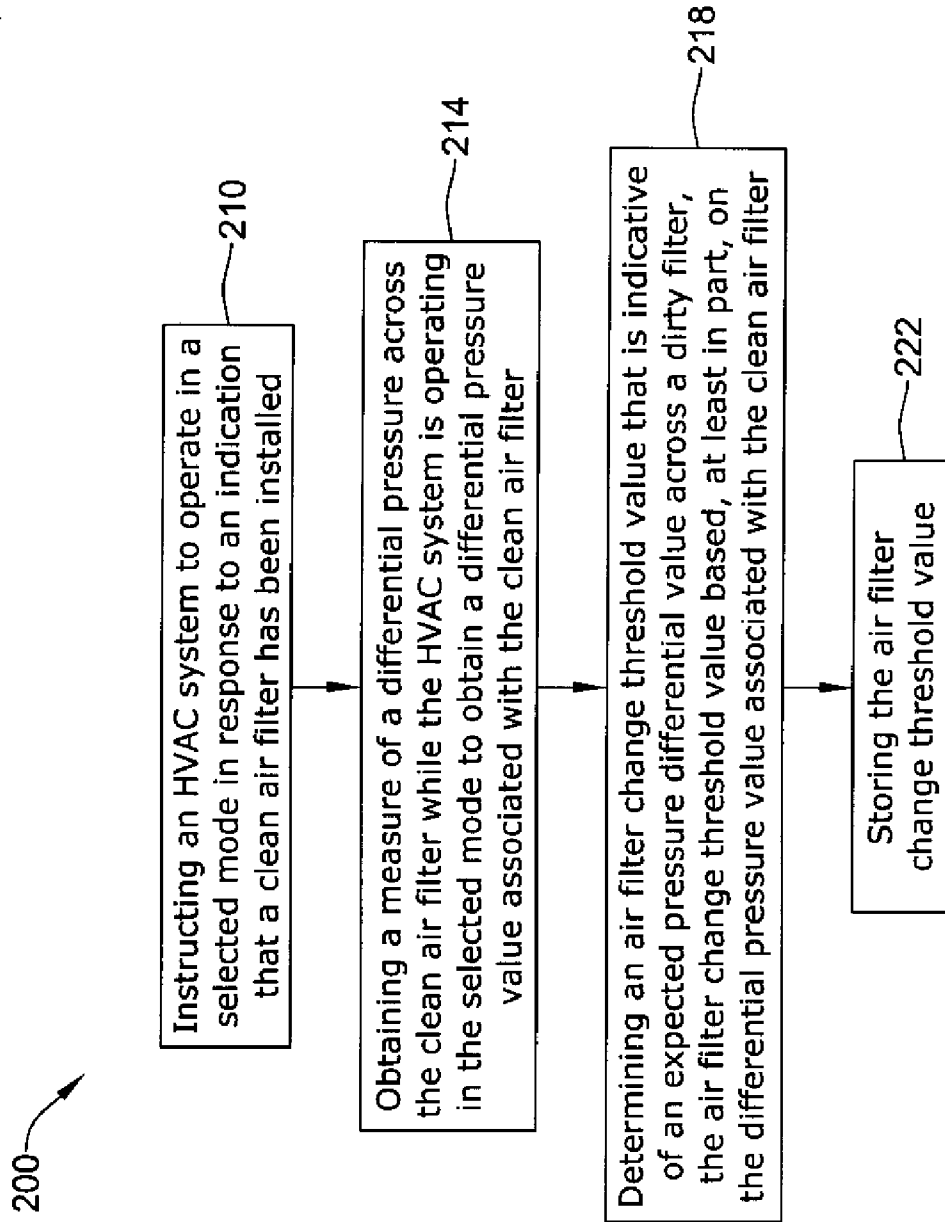 200
210
Instructing an HVAC system to operate in a
selected mode in response to an indication
that a clean air filter has been installed
214
Obtaining a measure of a differential pressure across
the clean air filter while the HVAC system is operating
in the selected mode to obtain a differential pressure
value associated with the clean air filter
218
Determining an air filter change threshold value that is indicative
of an expected pressure differential value across a dirty filter,
the air filter change threshold value based, at least in part, on
the differential pressure value associated with the clean air filter
222
Storing the air filter
change threshold value